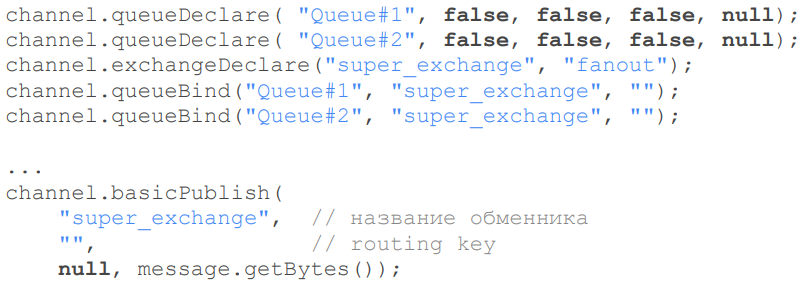 channel.queueDeclare( "Queue#1", false, false, false, null);
channel.queueDeclare( "Queue#2", false, false, false, null);
channel.exchangeDeclare("super_exchange", "fanout");
channel.queueBind("Queue#1", "super_exchange", "");
channel.queueBind("Queue#2", "super_exchange", "");
...
channel.basicPublish(
"super_exchange", // название обменника
"", // routing key
null, message.getBytes());